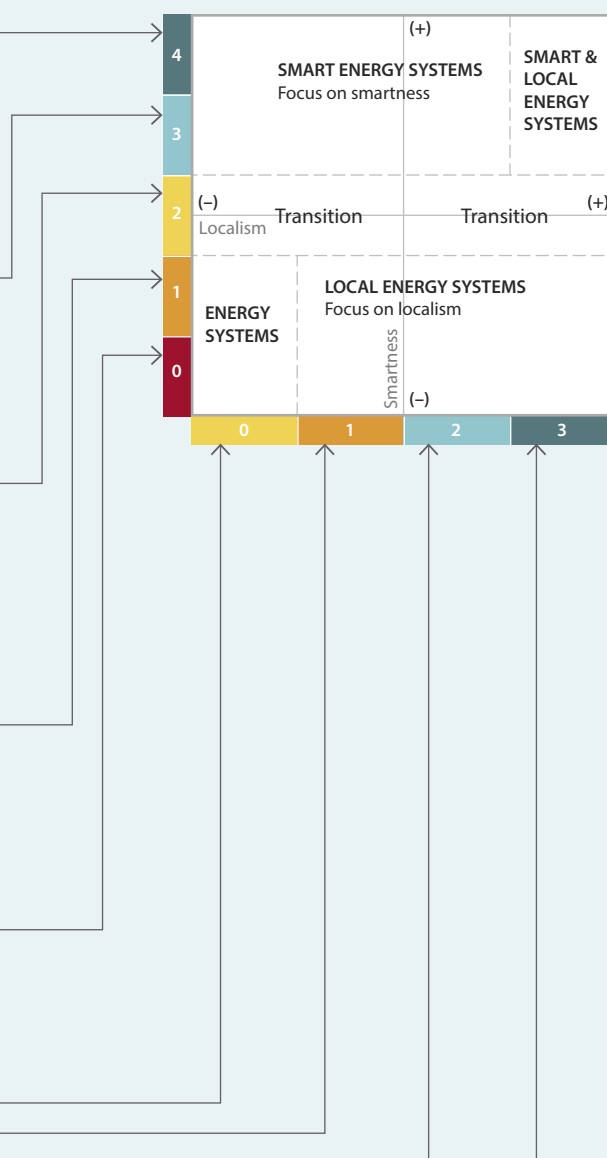 4
(+)
SMART ENERGY SYSTEMS
Focus on smartness
SMART &
LOCAL
ENERGY
SYSTEMS
3
2
(–)
Localism
Transition
Transition
(+)
1
ENERGY
SYSTEMS
LOCAL ENERGY SYSTEMS
Focus on localism
Smartness
(–)
0
0
1
2
3